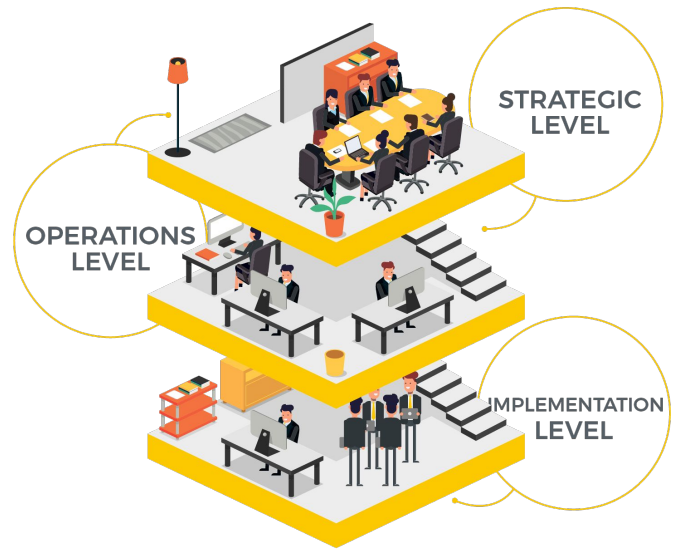 STRATEGIC
LEVEL
OPERATIONS
LEVEL
IMPLEMENTATION
LEVEL